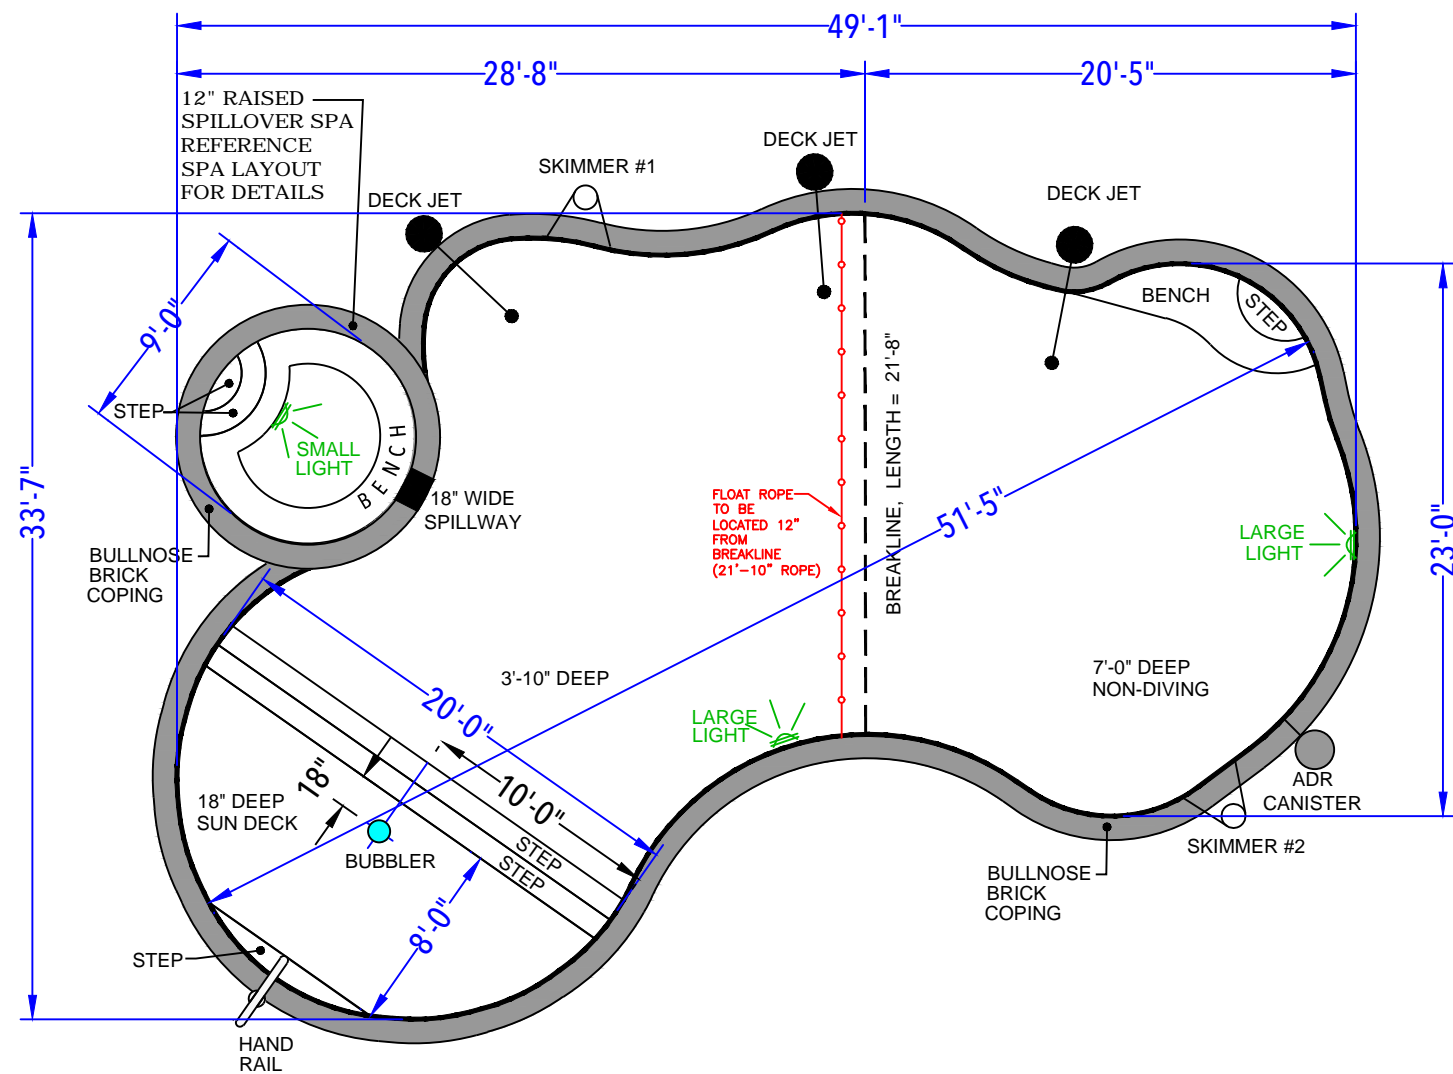 49'-1"
28'-8"
20'-5"
12" RAISED
SPILLOVER SPA
REFERENCE
SPA LAYOUT
FOR DETAILS
DECK JET
SKIMMER #1
DECK JET
DECK JET
BENCH
STEP
9'-0"
STEP
SMALL
LIGHT
BENCH
18" WIDE
SPILLWAY
BULLNOSE
BRICK
COPING
33'-7"
FLOAT ROPE
TO BE
LOCATED 12"
FROM
BREAKLINE
(21'-10" ROPE)
BREAKLINE, LENGTH = 21'-8"
51'-5"
LARGE
LIGHT
23'-0"
3'-10" DEEP
7'-0" DEEP
NON-DIVING
20'-0"
LARGE
LIGHT
18"
10'-0"
18" DEEP
SUN DECK
BUBBLER
STEP
STEP
8'-0"
ADR
CANISTER
SKIMMER #2
BULLNOSE
BRICK
COPING
STEP
HAND
RAIL